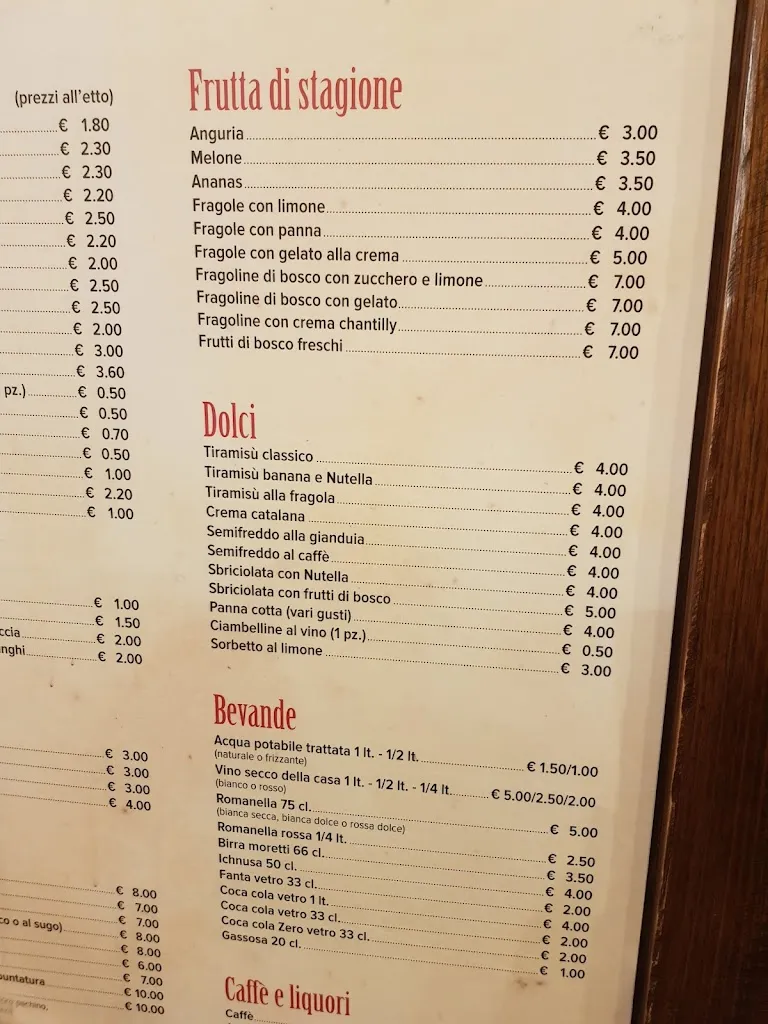 (prezzi all'etto)
€ 1.80
€ 2.30
€ 2.30
€ 2.20
€ 2.50
€ 2.20
€ 2.00
€ 2.50
€ 2.50
€ 2.00
€ 3.00
€ 3.60
pz.) € 0.50
€ 0.50
€ 0.70
€ 0.50
€ 1.00
€ 2.20
€ 1.00
€ 1.00
€ 1.50
ccia € 2.00
nghi € 2.00
€ 3.00
€ 3.00
€ 3.00
€ 4.00
€ 8.00
€ 7.00
€ 7.00
co o al sugo) € 8.00
€ 8.00
€ 6.00
€ 7.00
puntatura € 10.00
€ 10.00
Frutta di stagione
Anguria € 3.00
Melone € 3.50
Ananas € 3.50
Fragole con limone € 4.00
Fragole con panna € 4.00
Fragole con gelato alla crema € 5.00
Fragoline di bosco con zucchero e limone € 7.00
Fragoline di bosco con gelato € 7.00
Fragoline con crema chantilly € 7.00
Frutti di bosco freschi € 7.00
Dolci
Tiramisù classico € 4.00
Tiramisù banana e Nutella € 4.00
Tiramisù alla fragola € 4.00
Crema catalana € 4.00
Semifreddo alla gianduia € 4.00
Semifreddo al caffè € 4.00
Sbriciolata con Nutella € 4.00
Sbriciolata con frutti di bosco € 5.00
Panna cotta (vari gusti) € 4.00
Ciambelline al vino (1 pz.) € 0.50
Sorbetto al limone € 3.00
Bevande
Acqua potabile trattata 1 lt. - 1/2 lt. € 1.50/1.00
(naturale o frizzante)
Vino secco della casa 1 lt. - 1/2 lt. - 1/4 lt. € 5.00/2.50/2.00
(bianco o rosso)
Romanella 75 cl. € 5.00
(bianca secca, bianca dolce o rossa dolce)
Romanella rossa 1/4 lt. € 2.50
Birra moretti 66 cl. € 3.50
Ichnusa 50 cl. € 4.00
Fanta vetro 33 cl. € 2.00
Coca cola vetro 1 lt. € 4.00
Coca cola vetro 33 cl. € 2.00
Coca cola Zero vetro 33 cl. € 2.00
Gassosa 20 cl. € 1.00
Caffè e liquori
Caffè